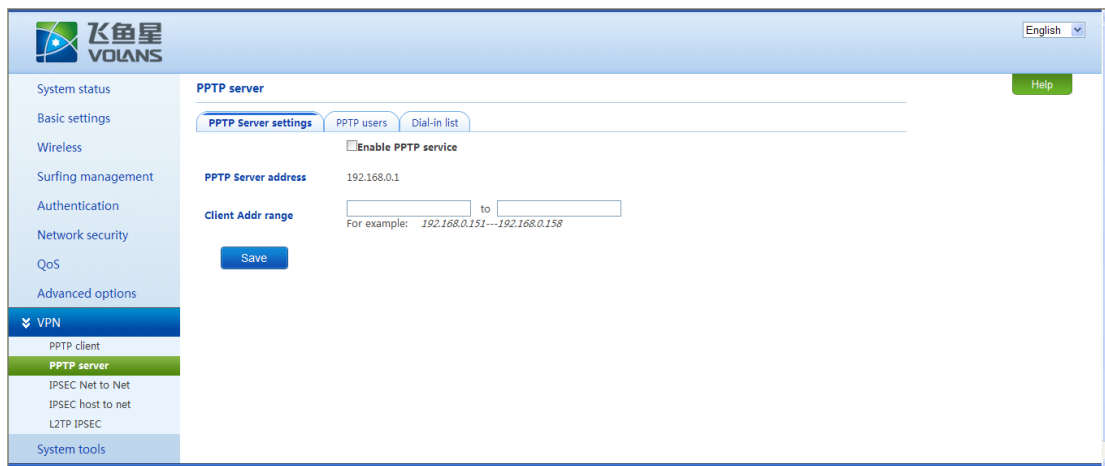 飞鱼星
VOLANS
English
System status
Basic settings
Wireless
Surfing management
Authentication
Network security
QoS
Advanced options
VPN
PPTP client
PPTP server
IPSEC Net to Net
IPSEC host to net
L2TP IPSEC
System tools
PPTP server
Help
PPTP Server settings PPTP users Dial-in list
Enable PPTP service
PPTP Server address 192.168.0.1
Client Addr range to
For example: 192.168.0.151---192.168.0.158
Save